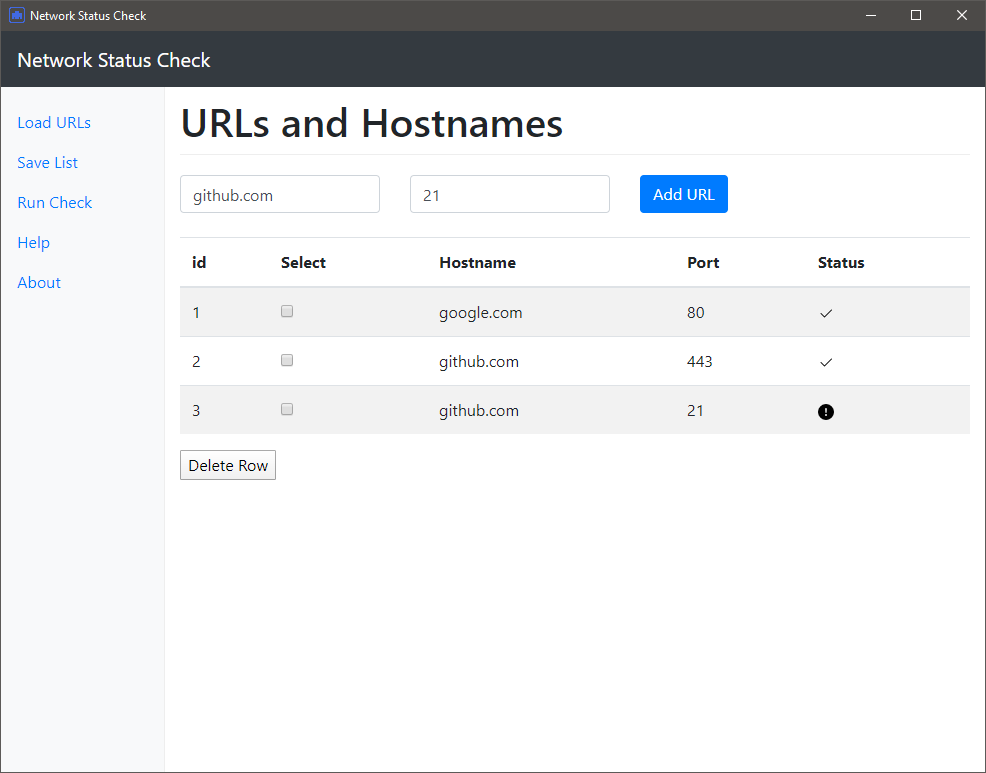 Network Status Check
Network Status Check
Load URLs
Save List
Run Check
Help
About
URLs and Hostnames
github.com 21 Add URL
id Select Hostname Port Status
1 google.com 80
2 github.com 443
3 github.com 21
Delete Row